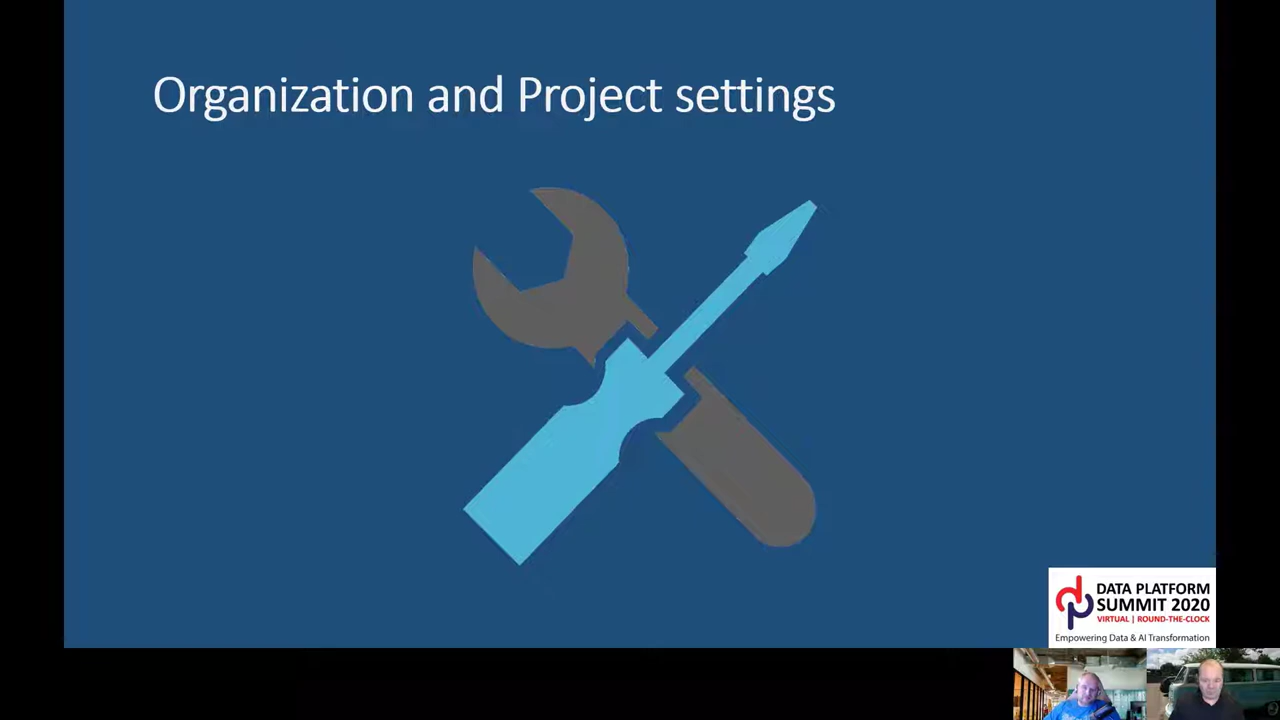 Organization and Project settings
DATA PLATFORM
SUMMIT 2020
VIRTUAL | ROUND-THE-CLOCK
Empowering Data & AI Transformation